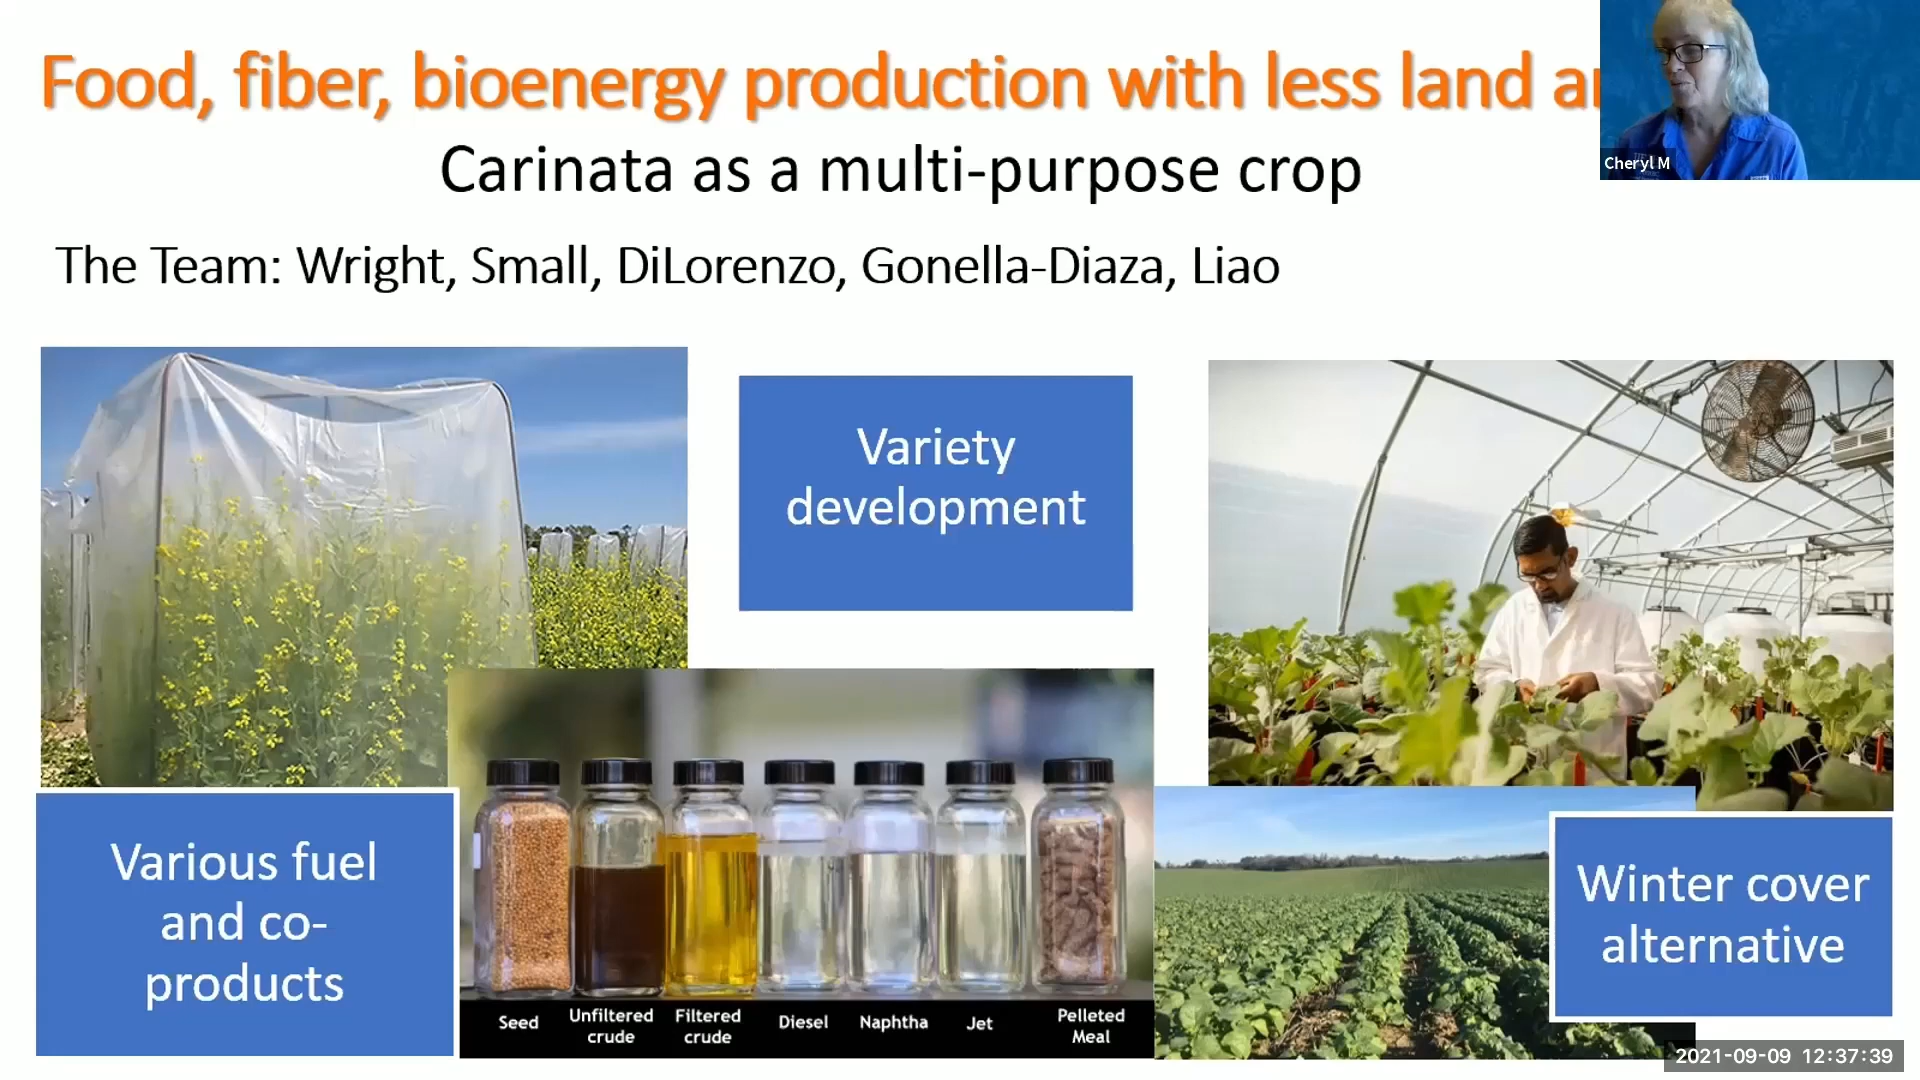 Food, fiber, bioenergy production with less land
Cheryl M
Carinata as a multi-purpose crop
The Team: Wright, Small, DiLorenzo, Gonella-Diaza, Liao
Variety
development
Various fuel
and co-
products
Seed
Unfiltered
crude
Filtered
crude
Diesel
Naphtha
Jet
Pelleted
Meal
Winter cover
alternative
2021-09-09 12:37:39